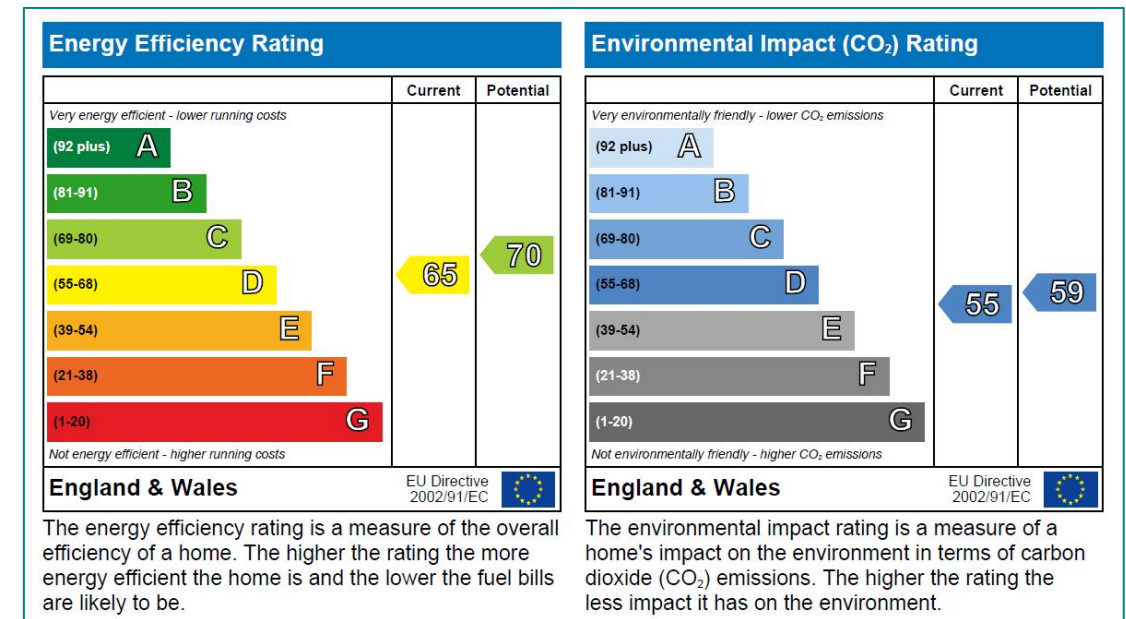 Energy Efficiency Rating
Current Potential
Very energy efficient - lower running costs
(92 plus) A
(81-91) B
(69-80) C
(55-68) D
(39-54) E
(21-38) F
(1-20) G
65
70
Not energy efficient - higher running costs
England & Wales
EU Directive
2002/91/EC
The energy efficiency rating is a measure of the overall
efficiency of a home. The higher the rating the more
energy efficient the home is and the lower the fuel bills
are likely to be.
Environmental Impact (CO₂) Rating
Current Potential
Very environmentally friendly - lower CO₂ emissions
(92 plus) A
(81-91) B
(69-80) C
(55-68) D
(39-54) E
(21-38) F
(1-20) G
55
59
Not environmentally friendly - higher CO₂ emissions
England & Wales
EU Directive
2002/91/EC
The environmental impact rating is a measure of a
home's impact on the environment in terms of carbon
dioxide (CO₂) emissions. The higher the rating the
less impact it has on the environment.